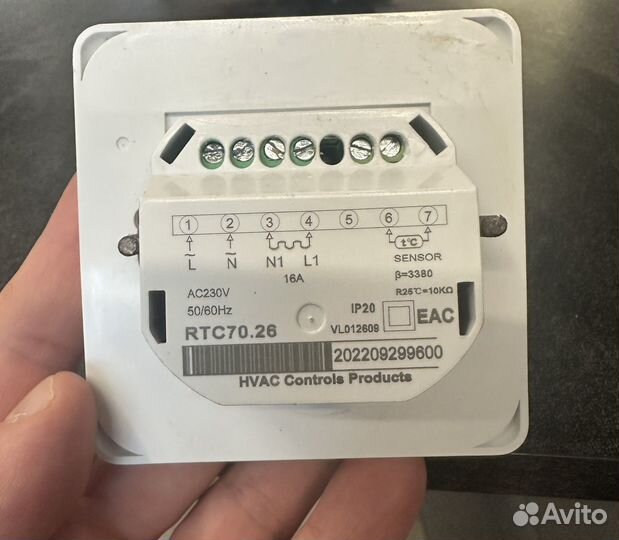 1 2 3 4 5 6 7
L N N1 L1 t℃
16A
SENSOR
β=3380
R25℃=10KΩ
AC230V
50/60Hz
IP20
RTC70.26
VL012609
EAC
202209299600
HVAC Controls Products
Avito